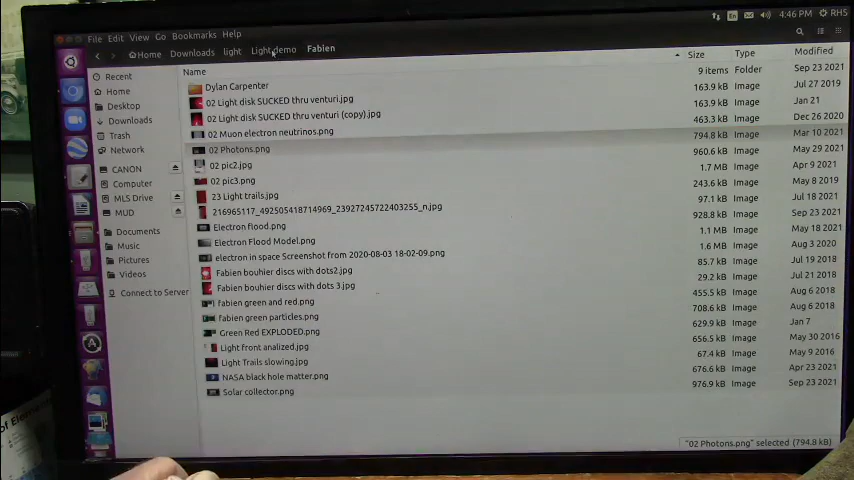 File Edit View Go Bookmarks Help
En 4:46 PM RHS
Home Downloads light Light demo Fabien
Name Size Type Modified
Recent
Home
Desktop
Downloads
Trash
Network
CANON
Computer
MLS Drive
MUD
Documents
Music
Pictures
Videos
Connect to Server
Dylan Carpenter 9 items Folder Sep 23 2021
02 Light disk SUCKED thru venturi.jpg 163.9 kB Image Jul 27 2019
02 Light disk SUCKED thru venturi (copy).jpg 163.9 kB Image Jan 21
02 Muon electron neutrinos.png 463.3 kB Image Dec 26 2020
02 Photons.png 794.8 kB Image Mar 10 2021
02 pic2.jpg 960.6 kB Image May 29 2021
02 pic3.png 1.7 MB Image Apr 9 2021
23 Light trails.jpg 243.6 kB Image May 8 2019
216965117_492505418714969_23927245722403255_n.jpg 97.1 kB Image Jul 18 2021
Electron flood.png 928.8 kB Image Sep 23 2021
Electron Flood Model.png 1.1 MB Image May 18 2021
electron in space Screenshot from 2020-08-03 18-02-09.png 1.6 MB Image Aug 3 2020
Fabien bouhier discs with dots2.jpg 85.7 kB Image Jul 19 2018
Fabien bouhier discs with dots 3.jpg 29.2 kB Image Jul 21 2018
fabien green and red.png 455.5 kB Image Aug 6 2018
fabien green particles.png 708.6 kB Image Aug 6 2018
Green Red EXPLODED.png 629.9 kB Image Jan 7
Light front analized.jpg 656.5 kB Image May 30 2016
Light Trails slowing.jpg 67.4 kB Image May 9 2016
NASA black hole matter.png 676.6 kB Image Apr 23 2021
Solar collector.png 976.9 kB Image Sep 23 2021
"02 Photons.png" selected (794.8 kB)